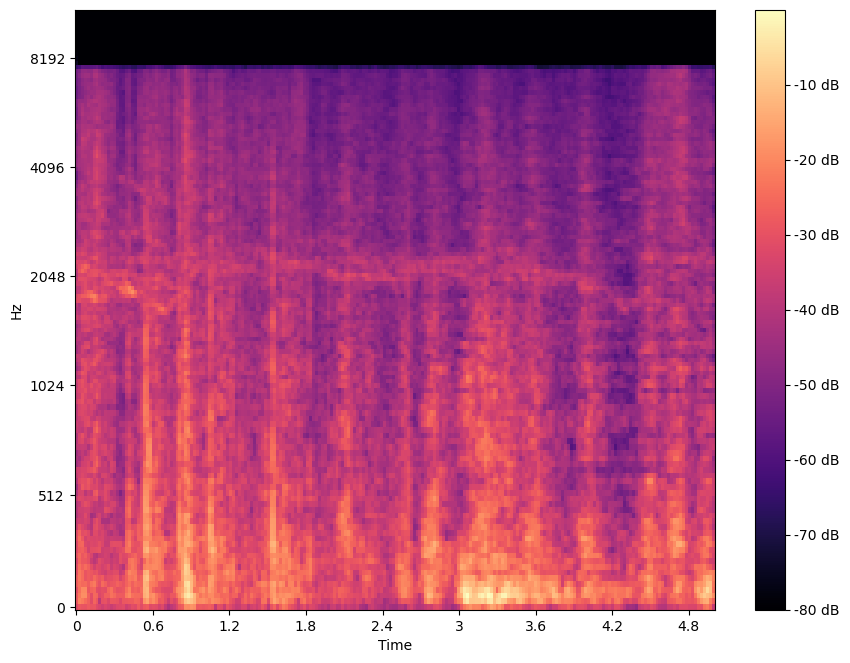 8192
4096
2048
1024
512
0
Hz
0 0.6 1.2 1.8 2.4 3 3.6 4.2 4.8
Time
-10 dB
-20 dB
-30 dB
-40 dB
-50 dB
-60 dB
-70 dB
-80 dB